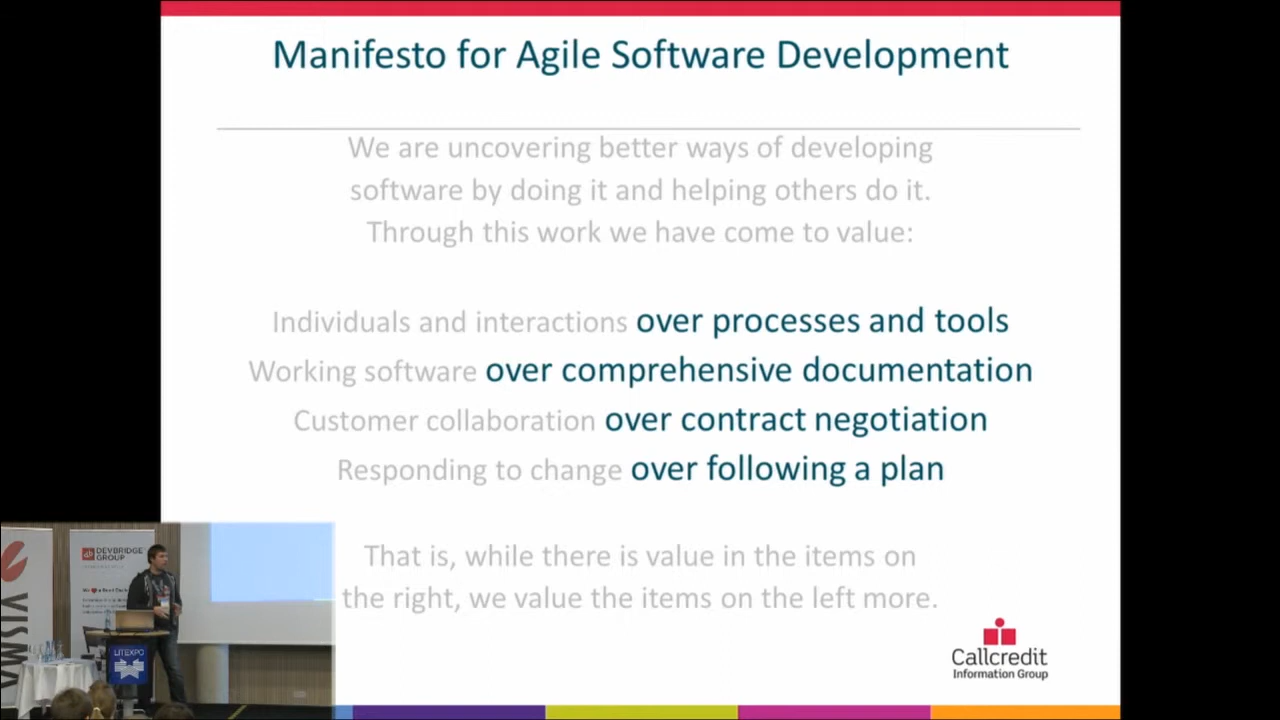 Manifesto for Agile Software Development
We are uncovering better ways of developing
software by doing it and helping others do it.
Through this work we have come to value:
Individuals and interactions over processes and tools
Working software over comprehensive documentation
Customer collaboration over contract negotiation
Responding to change over following a plan
That is, while there is value in the items on
the right, we value the items on the left more.
Callcredit
Information Group
VISMA
DEVBRIDGE
GROUP
LITEXPO